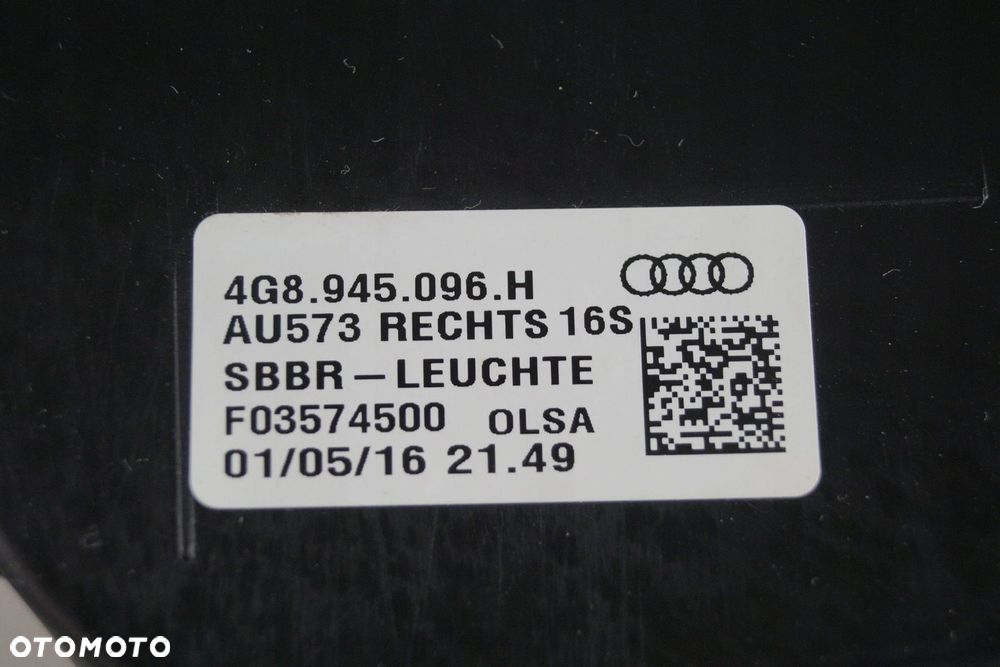 4G8.945.096.H
AU573 RECHTS 16S
SBBR-LEUCHTE
F03574500 OLSA
01/05/16 21.49
OTOMOTO